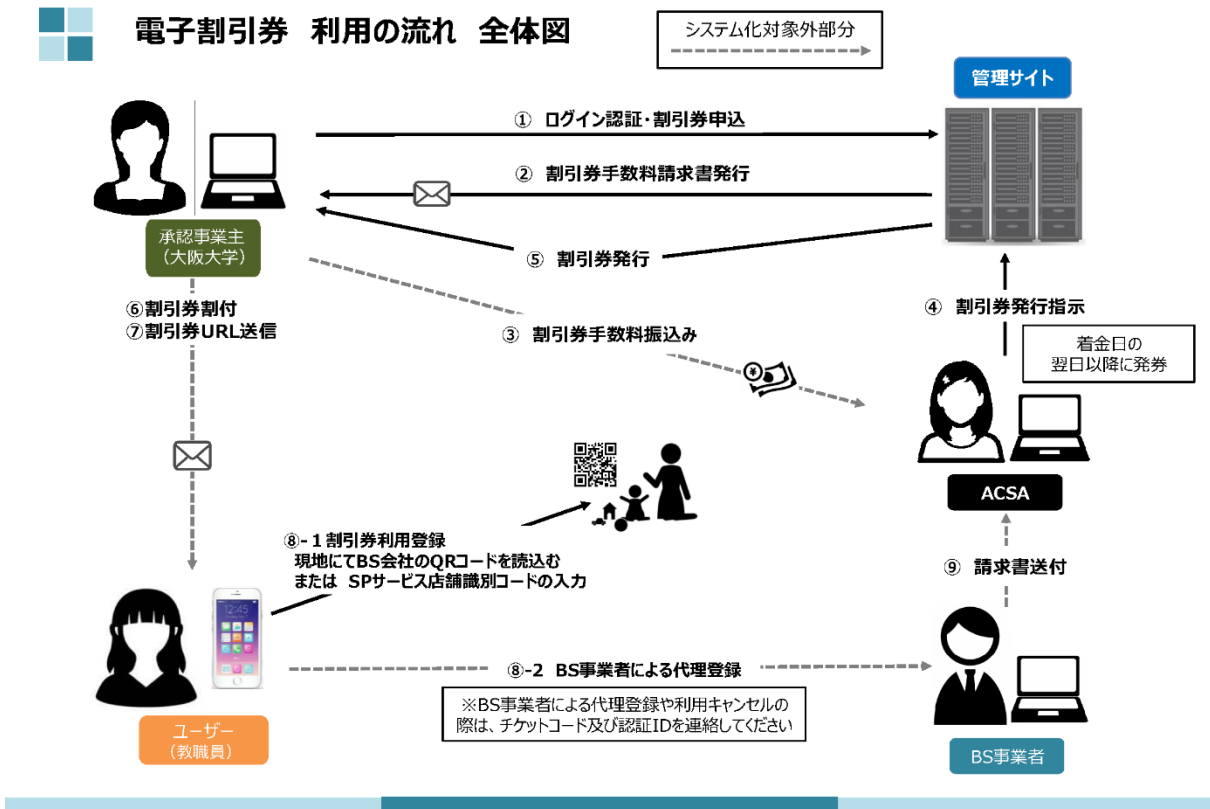 電子割引券 利用の流れ 全体図
システム化対象外部分
管理サイト
① ログイン認証・割引券申込
② 割引券手数料請求書発行
承認事業主
（大阪大学）
⑤ 割引券発行
⑥割引券割付
⑦割引券URL送信
③ 割引券手数料振込み
④ 割引券発行指示
着金日の
翌日以降に発券
¥
ACSA
⑧-１割引券利用登録
現地にてBS会社のQRコードを読込む
または SPサービス店舗識別コードの入力
⑨ 請求書送付
12:45
⑧-2 BS事業者による代理登録
※BS事業者による代理登録や利用キャンセルの
際は、チケットコード及び認証IDを連絡してください
ユーザー
（教職員）
BS事業者